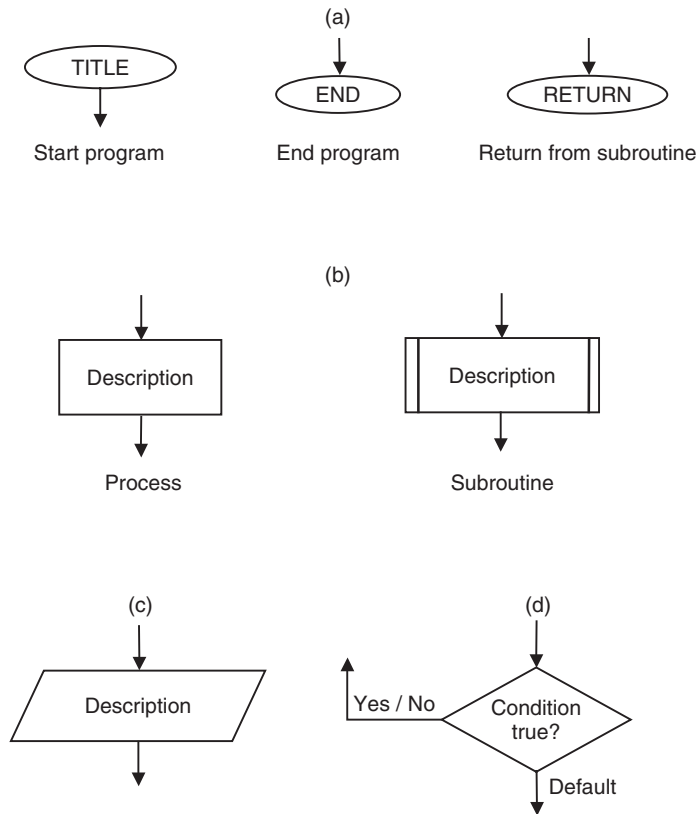 (a)
TITLE
END
RETURN
Start program
End program
Return from subroutine
(b)
Description
Description
Process
Subroutine
(c)
(d)
Description
Yes / No
Condition
true?
Default